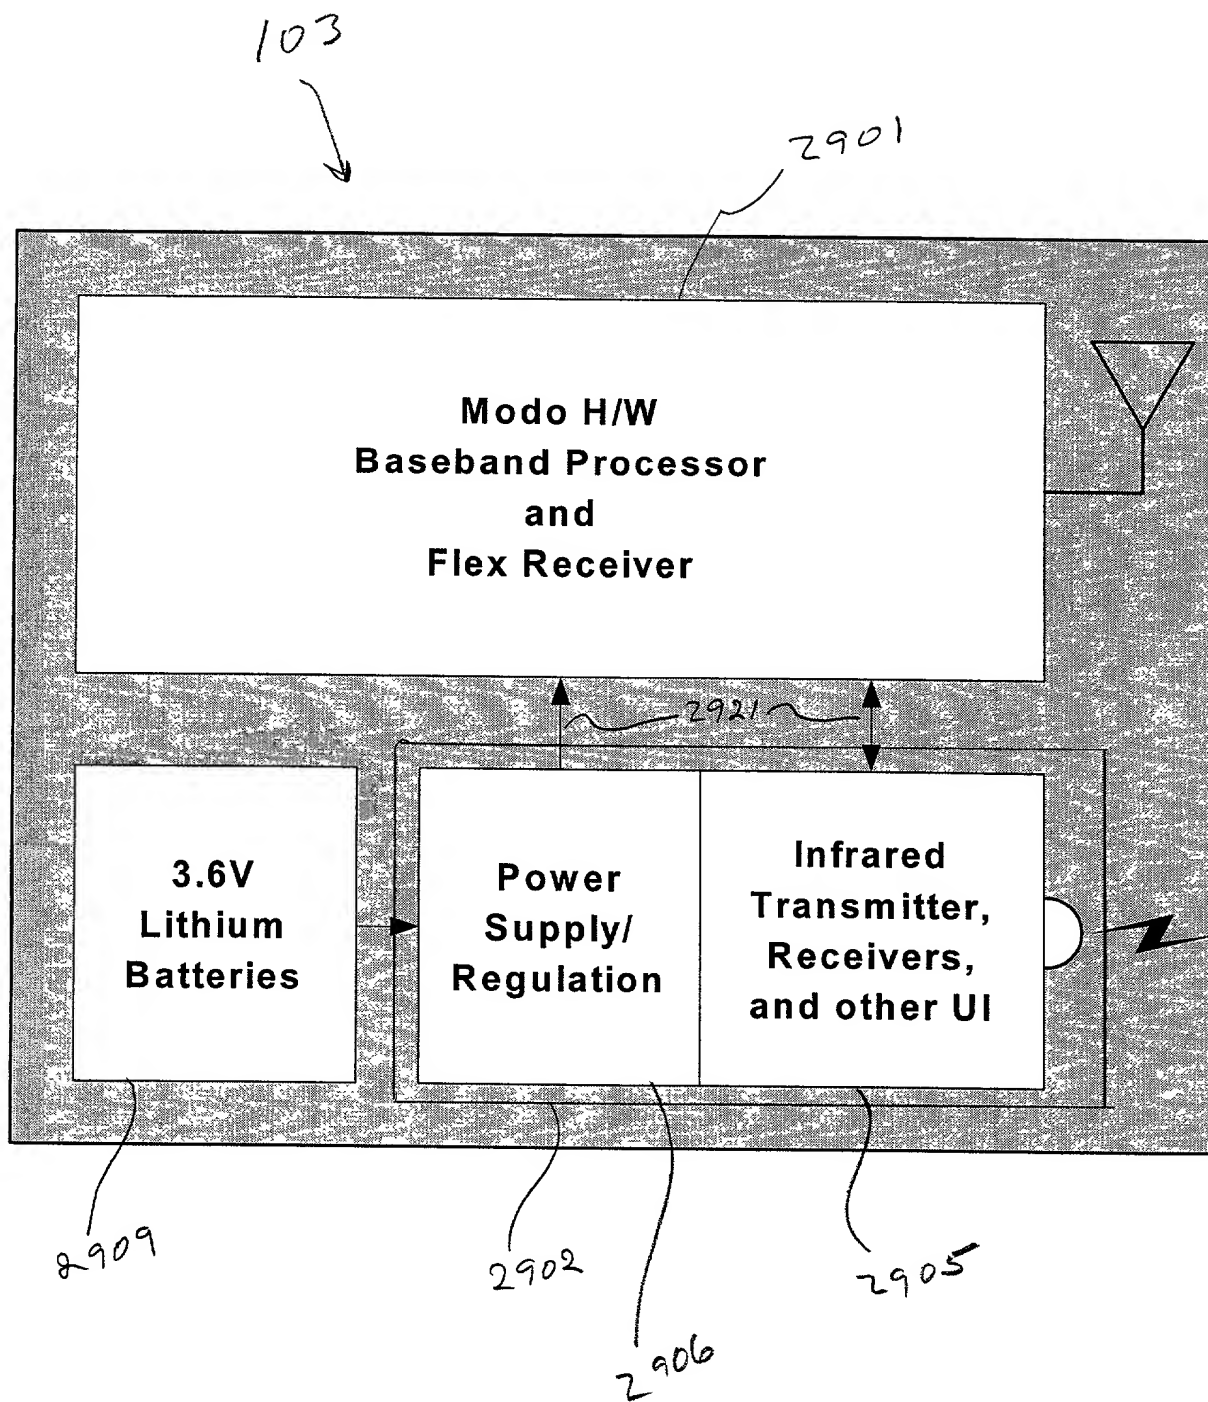 103
2901
Modo H/W
Baseband Processor
and
Flex Receiver
2921
3.6V
Lithium
Batteries
Power
Supply/
Regulation
Infrared
Transmitter,
Receivers,
and other UI
2909
2902
2905
2906